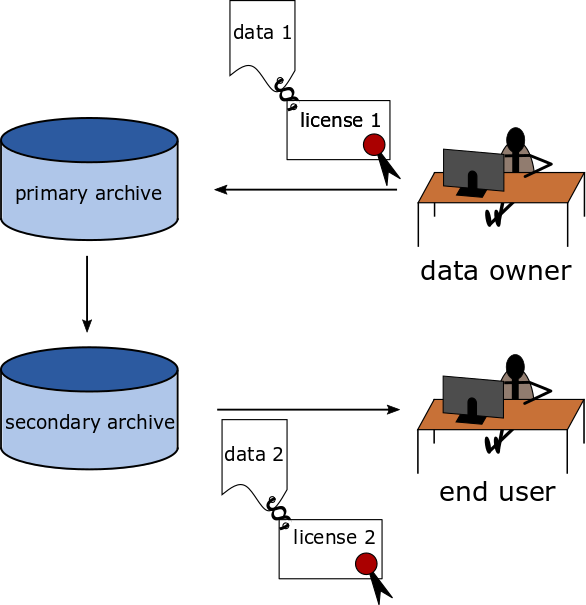 data 1
license 1
primary archive
data owner
secondary archive
data 2
end user
license 2